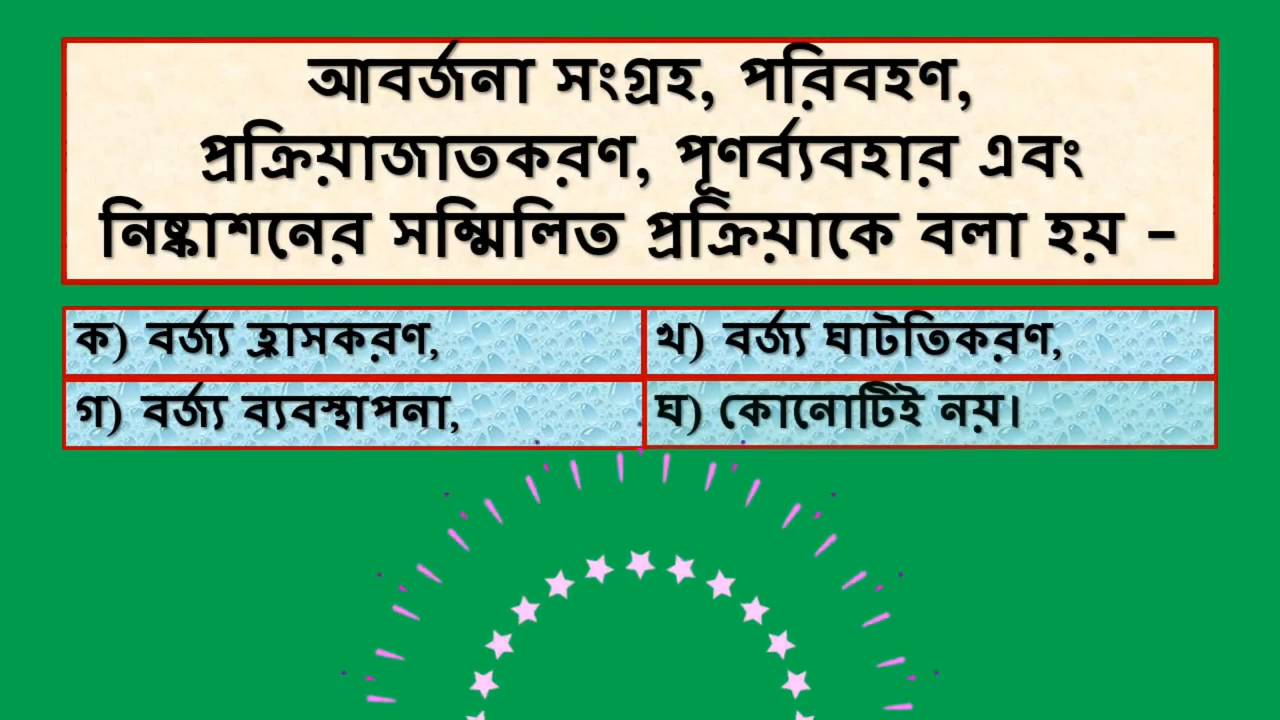 আবর্জনা সংগ্রহ, পরিবহণ,
প্রক্রিয়াজাতকরণ, পূণর্ব্যবহার এবং
নিষ্কাশনের সম্মিলিত প্রক্রিয়াকে বলা হয় –
ক) বর্জ্য হ্রাসকরণ,
খ) বর্জ্য ঘাটতিকরণ,
গ) বর্জ্য ব্যবস্থাপনা,
ঘ) কোনোটিই নয়।